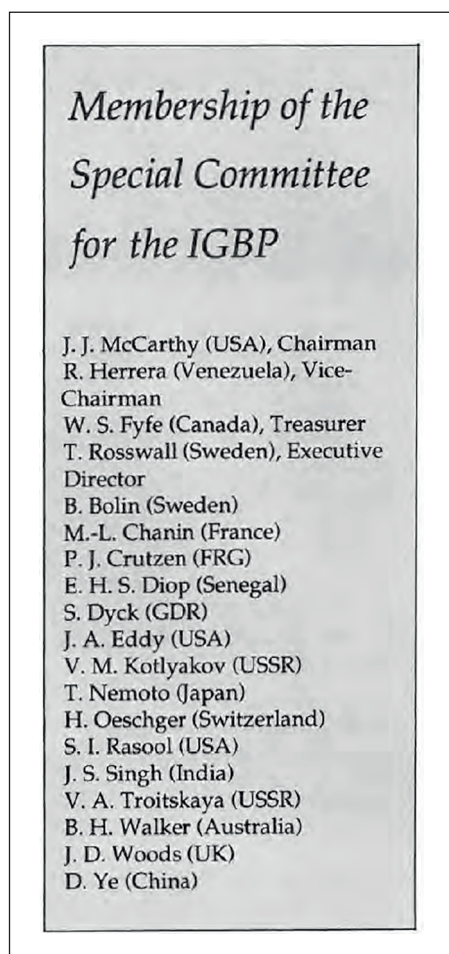 Membership of the
Special Committee
for the IGBP
J. J. McCarthy (USA), Chairman
R. Herrera (Venezuela), Vice-
Chairman
W. S. Fyfe (Canada), Treasurer
T. Rosswall (Sweden), Executive
Director
B. Bolin (Sweden)
M.-L. Chanin (France)
P. J. Crutzen (FRG)
E. H. S. Diop (Senegal)
S. Dyck (GDR)
J. A. Eddy (USA)
V. M. Kotlyakov (USSR)
T. Nemoto (Japan)
H. Oeschger (Switzerland)
S. I. Rasool (USA)
J. S. Singh (India)
V. A. Troitskaya (USSR)
B. H. Walker (Australia)
J. D. Woods (UK)
D. Ye (China)